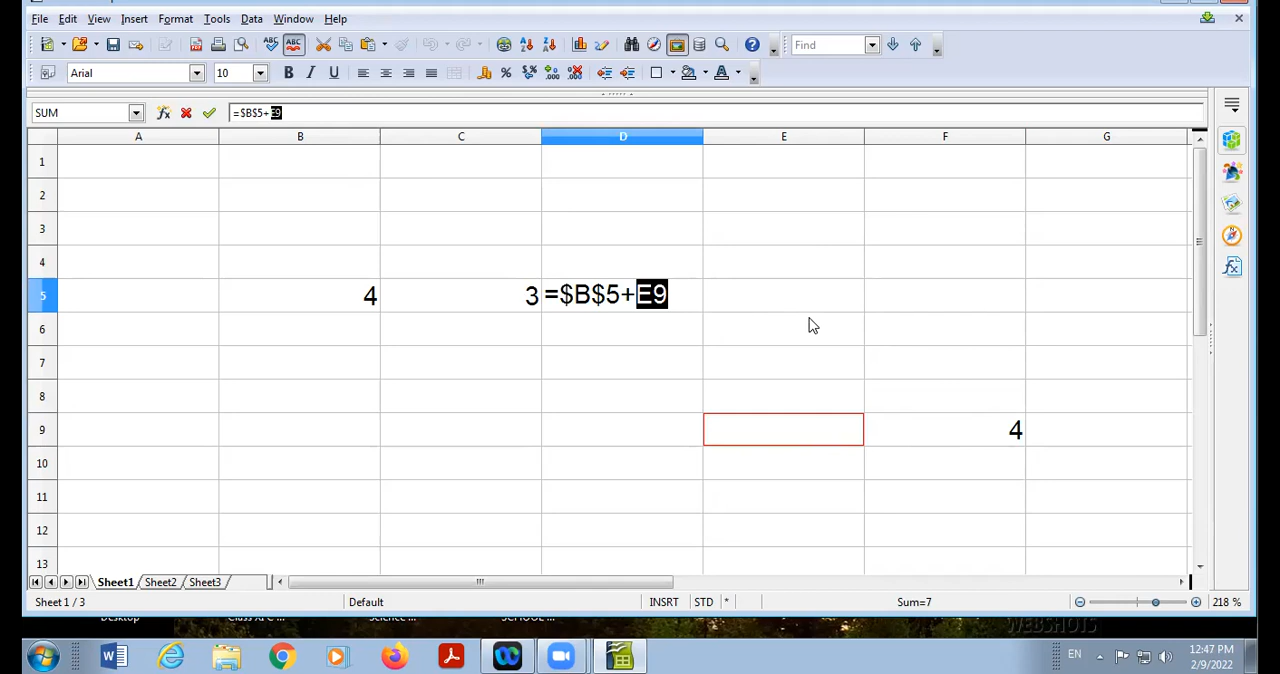 File Edit View Insert Format Tools Data Window Help
Find
Arial 10
SUM =$B$5+E9
A B C D E F G
1
2
3
4
5 4 3 =$B$5+E9
6
7
8
9 4
10
11
12
13
Sheet1 Sheet2 Sheet3
Sheet 1 / 3 Default INSRT STD * Sum=7 218 %
WEBSHOTS
EN 12:47 PM
2/9/2022